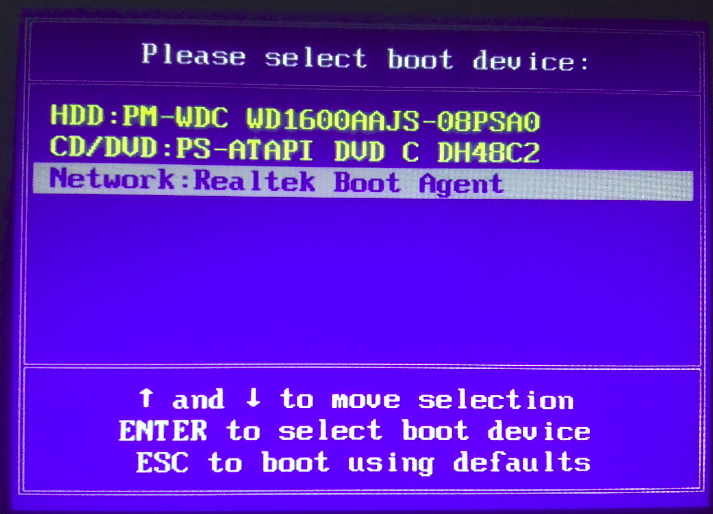 Please select boot device:
HDD:PM-WDC WD1600AAJS-08PSA0
CD/DVD:PS-ATAPI DVD C DH48C2
Network:Realtek Boot Agent
↑ and ↓ to move selection
ENTER to select boot device
ESC to boot using defaults